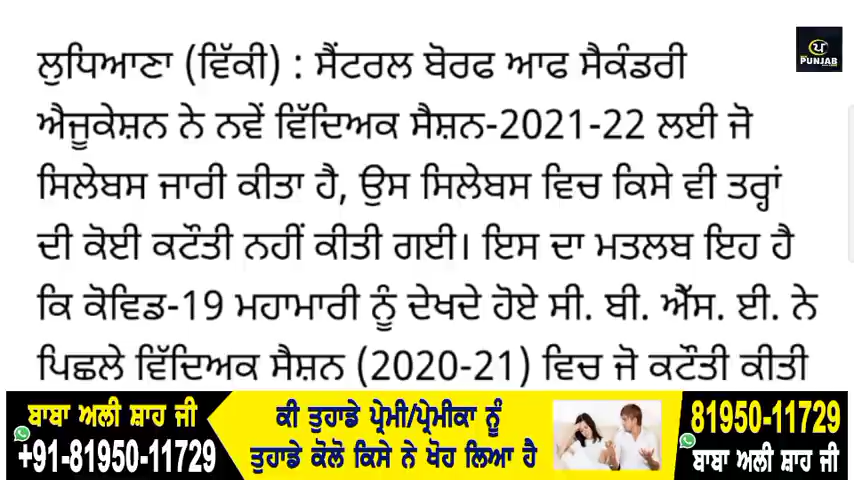 ਪੰ
PUNJAB
ਲੁਧਿਆਣਾ (ਵਿੱਕੀ) : ਸੈਂਟਰਲ ਬੋਰਫ ਆਫ ਸੈਕੰਡਰੀ
ਐਜੂਕੇਸ਼ਨ ਨੇ ਨਵੇਂ ਵਿੱਦਿਅਕ ਸੈਸ਼ਨ-2021-22 ਲਈ ਜੋ
ਸਿਲੇਬਸ ਜਾਰੀ ਕੀਤਾ ਹੈ, ਉਸ ਸਿਲੇਬਸ ਵਿਚ ਕਿਸੇ ਵੀ ਤਰ੍ਹਾਂ
ਦੀ ਕੋਈ ਕਟੌਤੀ ਨਹੀਂ ਕੀਤੀ ਗਈ। ਇਸ ਦਾ ਮਤਲਬ ਇਹ ਹੈ
ਕਿ ਕੋਵਿਡ-19 ਮਹਾਮਾਰੀ ਨੂੰ ਦੇਖਦੇ ਹੋਏ ਸੀ. ਬੀ. ਐੱਸ. ਈ. ਨੇ
ਪਿਛਲੇ ਵਿੱਦਿਅਕ ਸੈਸ਼ਨ (2020-21) ਵਿਚ ਜੋ ਕਟੌਤੀ ਕੀਤੀ
ਬਾਬਾ ਅਲੀ ਸ਼ਾਹ ਜੀ
+91-81950-11729
ਕੀ ਤੁਹਾਡੇ ਪ੍ਰੇਮੀ/ਪ੍ਰੇਮੀਕਾ ਨੂੰ
ਤੁਹਾਡੇ ਕੋਲੋ ਕਿਸੇ ਨੇ ਖੋਹ ਲਿਆ ਹੈ
81950-11729
ਬਾਬਾ ਅਲੀ ਸ਼ਾਹ ਜੀ